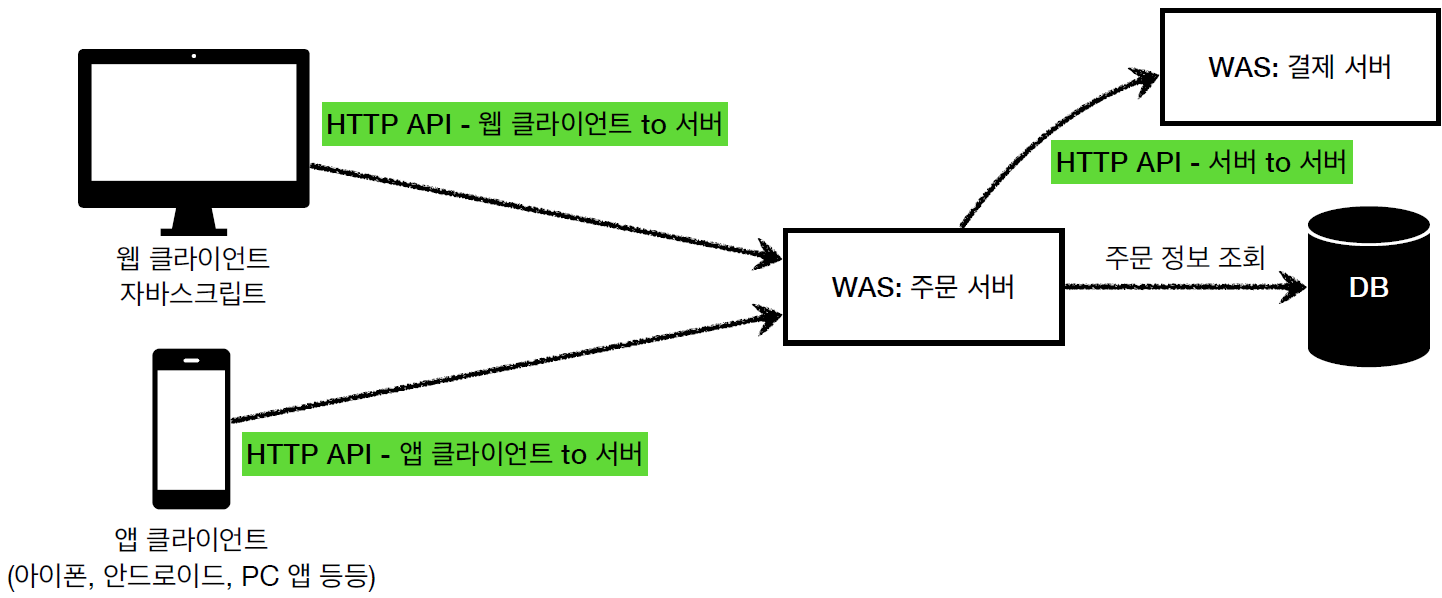 WAS: 결제 서버
HTTP API - 웹 클라이언트 to 서버
HTTP API - 서버 to 서버
웹 클라이언트
자바스크립트
WAS: 주문 서버
주문 정보 조회
DB
HTTP API - 앱 클라이언트 to 서버
앱 클라이언트
(아이폰, 안드로이드, PC 앱 등등)